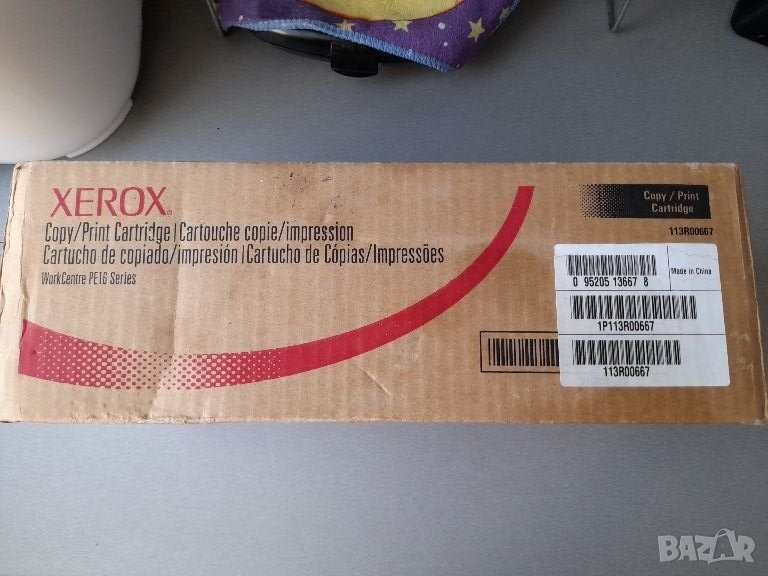 XEROX®
Copy/Print Cartridge | Cartouche copie/impression
Cartucho de copiado/impresión | Cartucho de Cópias/Impressões
WorkCentre PE16 Series
Copy / Print
Cartridge
113R00667
0 95205 13667 8
Made in China
1P113R00667
113R00667
BAZAR